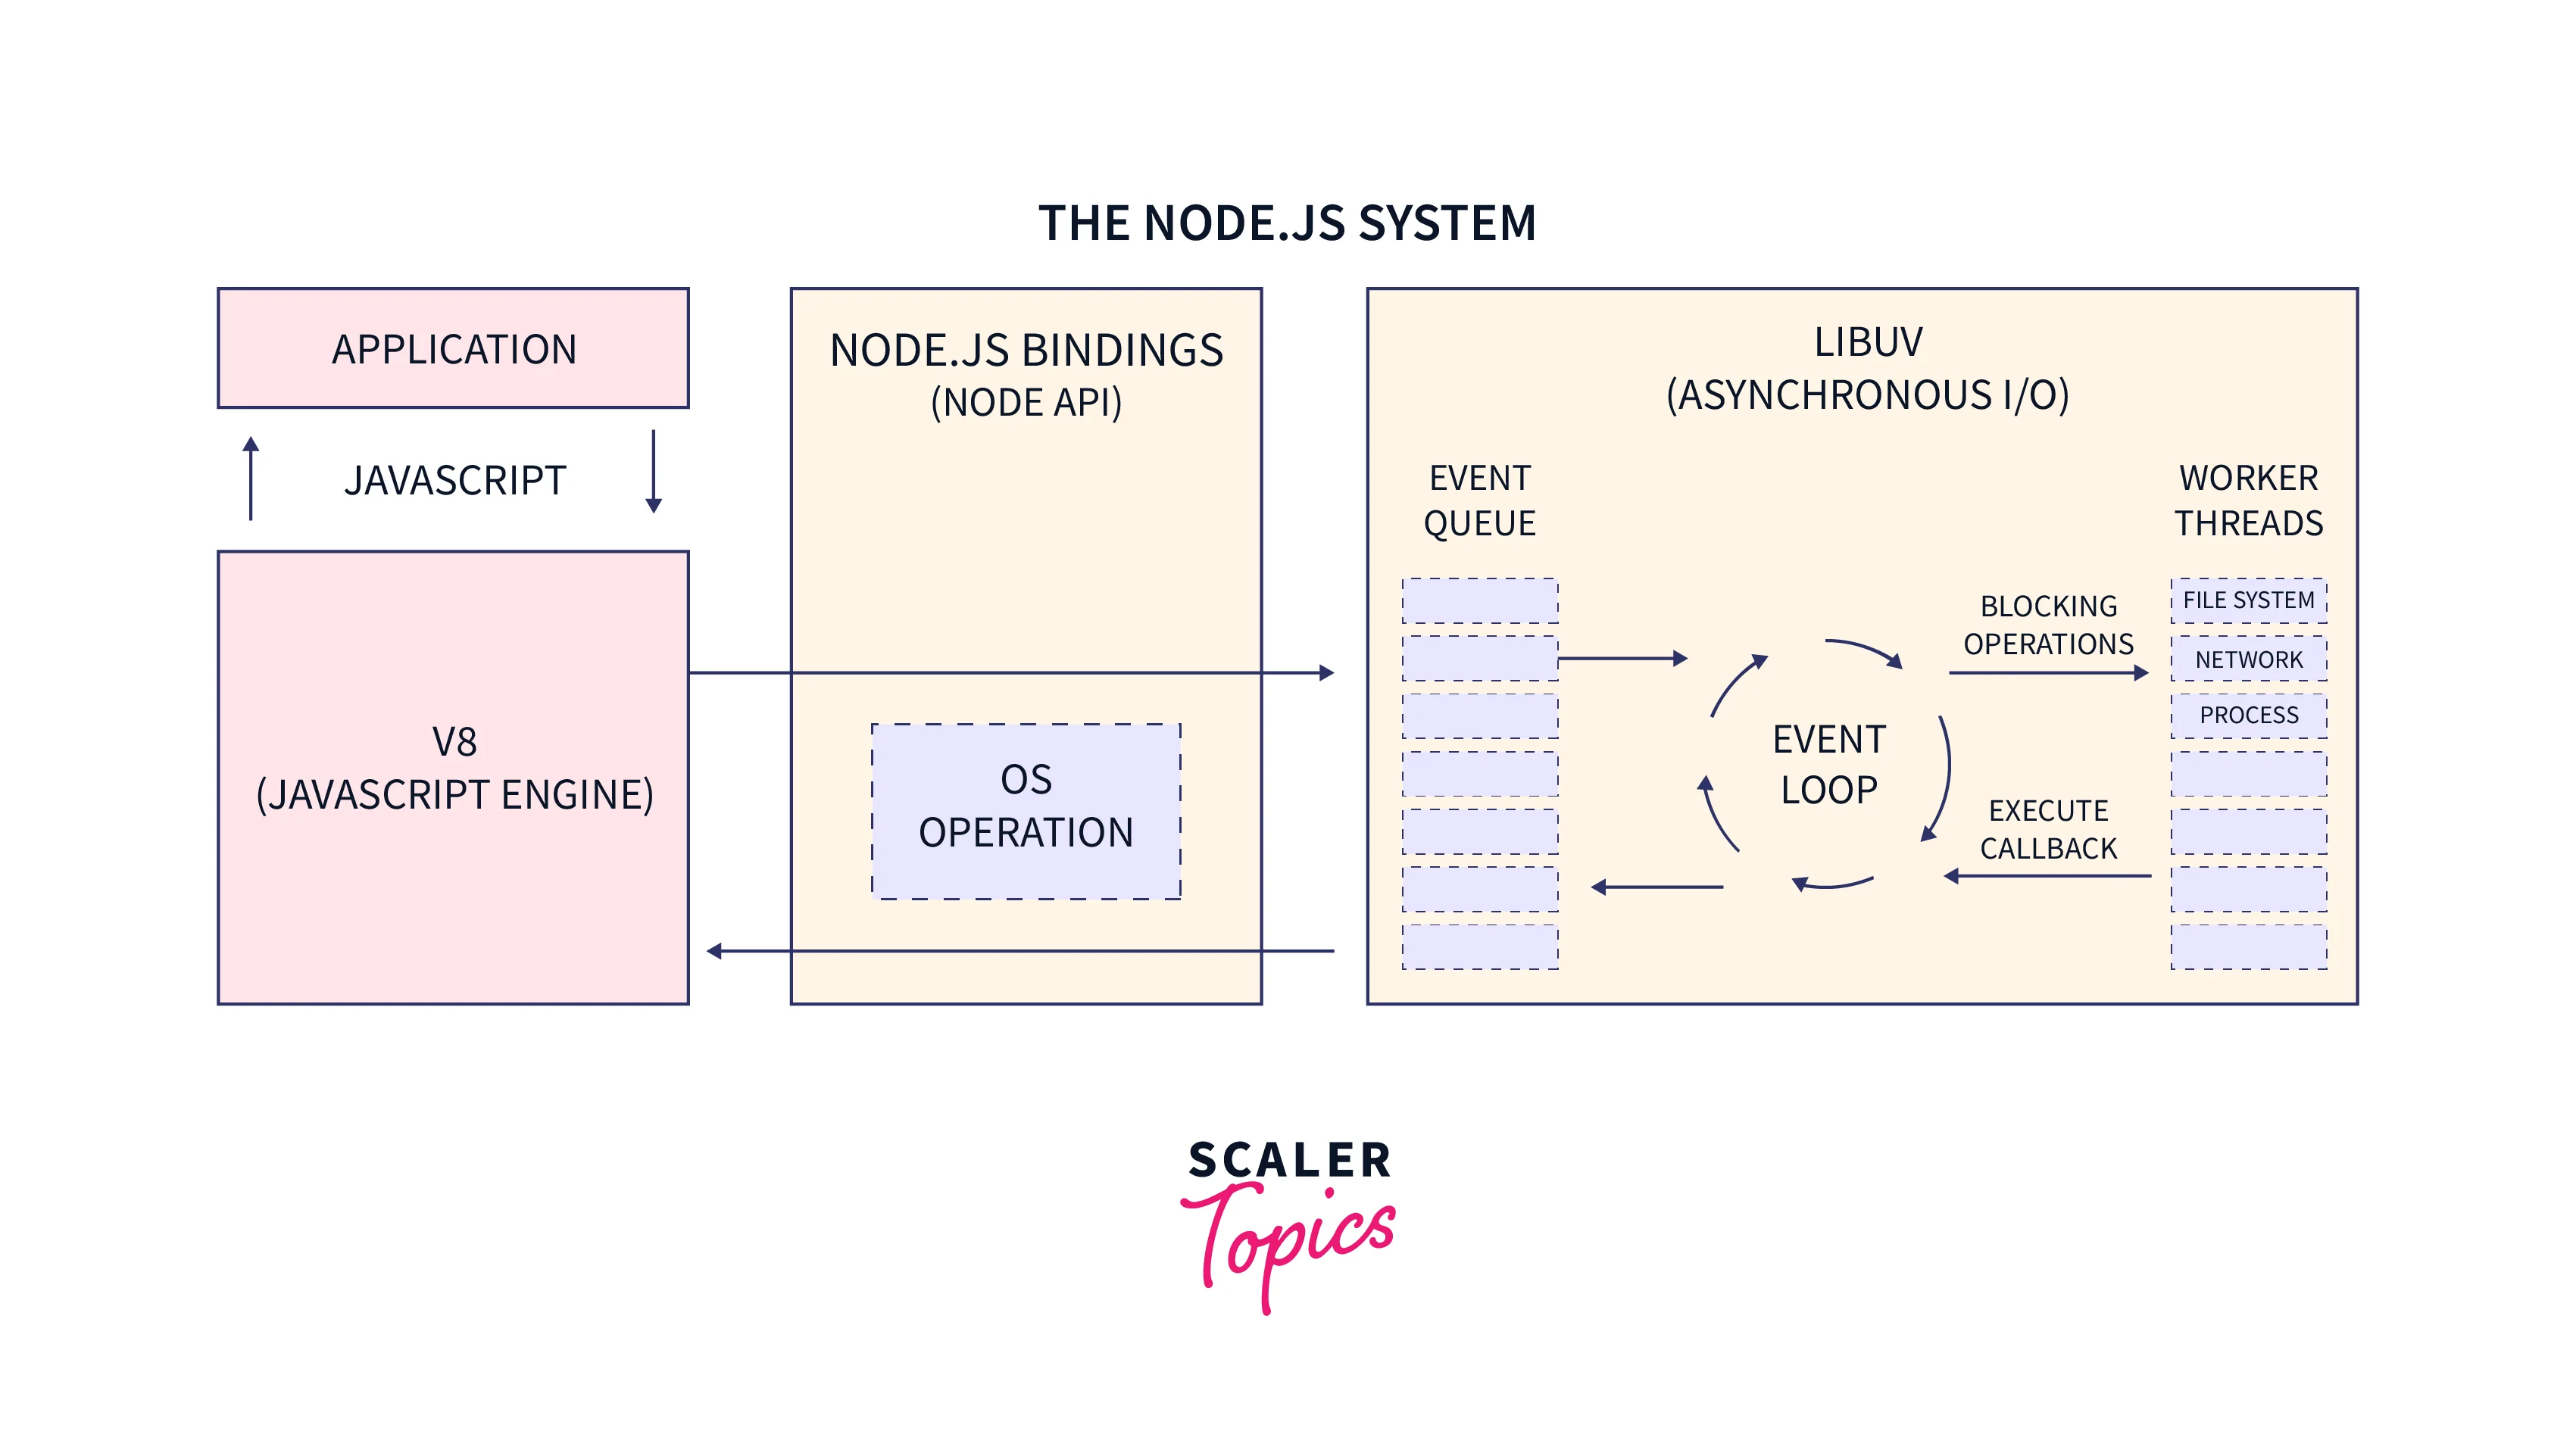 THE NODE.JS SYSTEM
APPLICATION
JAVASCRIPT
V8
(JAVASCRIPT ENGINE)
NODE.JS BINDINGS
(NODE API)
OS
OPERATION
LIBUV
(ASYNCHRONOUS I/O)
EVENT
QUEUE
EVENT
LOOP
BLOCKING
OPERATIONS
EXECUTE
CALLBACK
WORKER
THREADS
FILE SYSTEM
NETWORK
PROCESS
SCALER
Topics